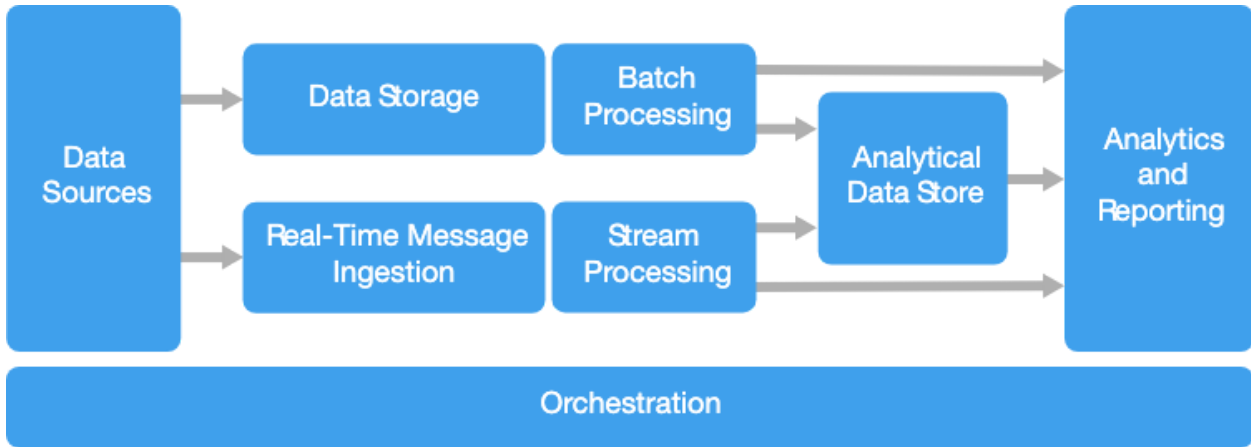 Data
Sources
Data Storage
Batch
Processing
Real-Time Message
Ingestion
Stream
Processing
Analytical
Data Store
Analytics
and
Reporting
Orchestration